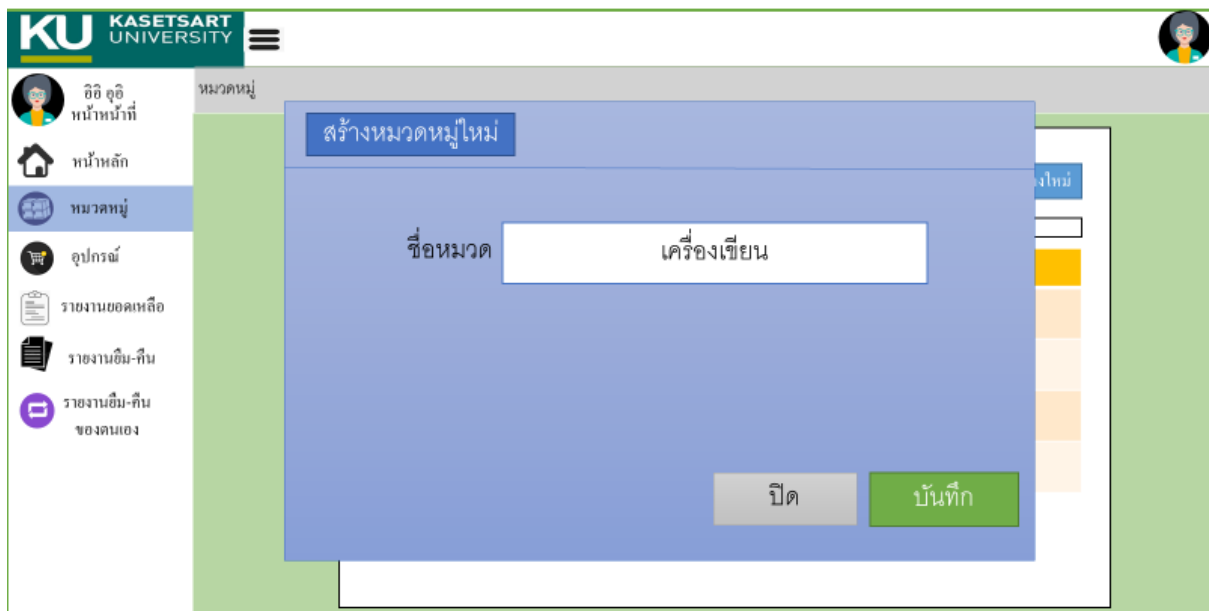 KU KASETSART
UNIVERSITY
อิอิ อุอิ
หน้าหน้าที่
หมวดหมู่
หน้าหลัก
หมวดหมู่
อุปกรณ์
รายงานยอดเหลือ
รายงานยืม-คืน
รายงานยืม-คืน
ของตนเอง
สร้างหมวดหมู่ใหม่
ชื่อหมวด
เครื่องเขียน
ปิด
บันทึก
งใหม่